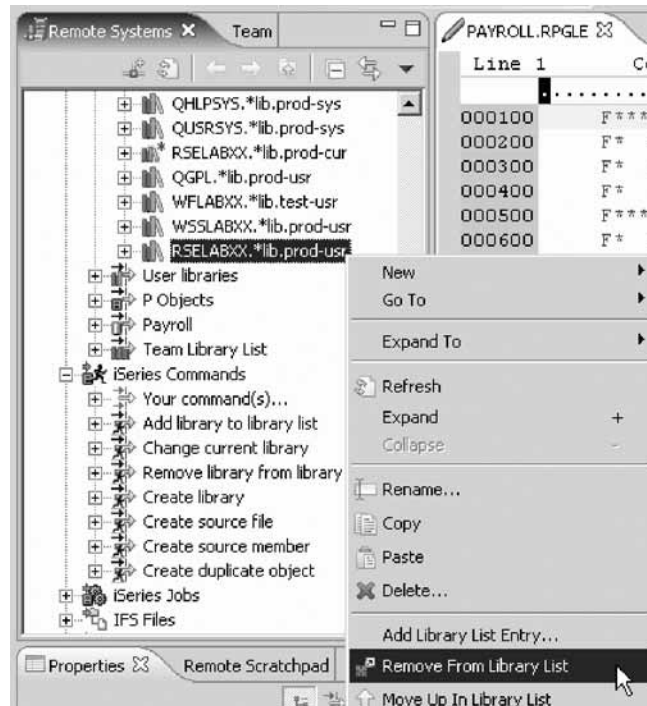 Remote Systems
Team
QHLPSYS.*lib.prod-sys
QUSRSYS.*lib.prod-sys
RSELABXX.*lib.prod-cur
QGPL.*lib.prod-usr
WFLABXX.*lib.test-usr
WSSLABXX.*lib.prod-usr
RSELABXX.*lib.prod-usr
User libraries
P Objects
Payroll
Team Library List
iSeries Commands
Your command(s)...
Add library to library list
Change current library
Remove library from library
Create library
Create source file
Create source member
Create duplicate object
iSeries Jobs
IFS Files
Properties
Remote Scratchpad
PAYROLL.RPGLE
Line 1 Co
000100 F***
000200 F*
000300 F*
000400 F*
000500 F***
000600 F*
New
Go To
Expand To
Refresh
Expand +
Collapse -
Rename...
Copy
Paste
Delete...
Add Library List Entry...
Remove From Library List
Move Up In Library List